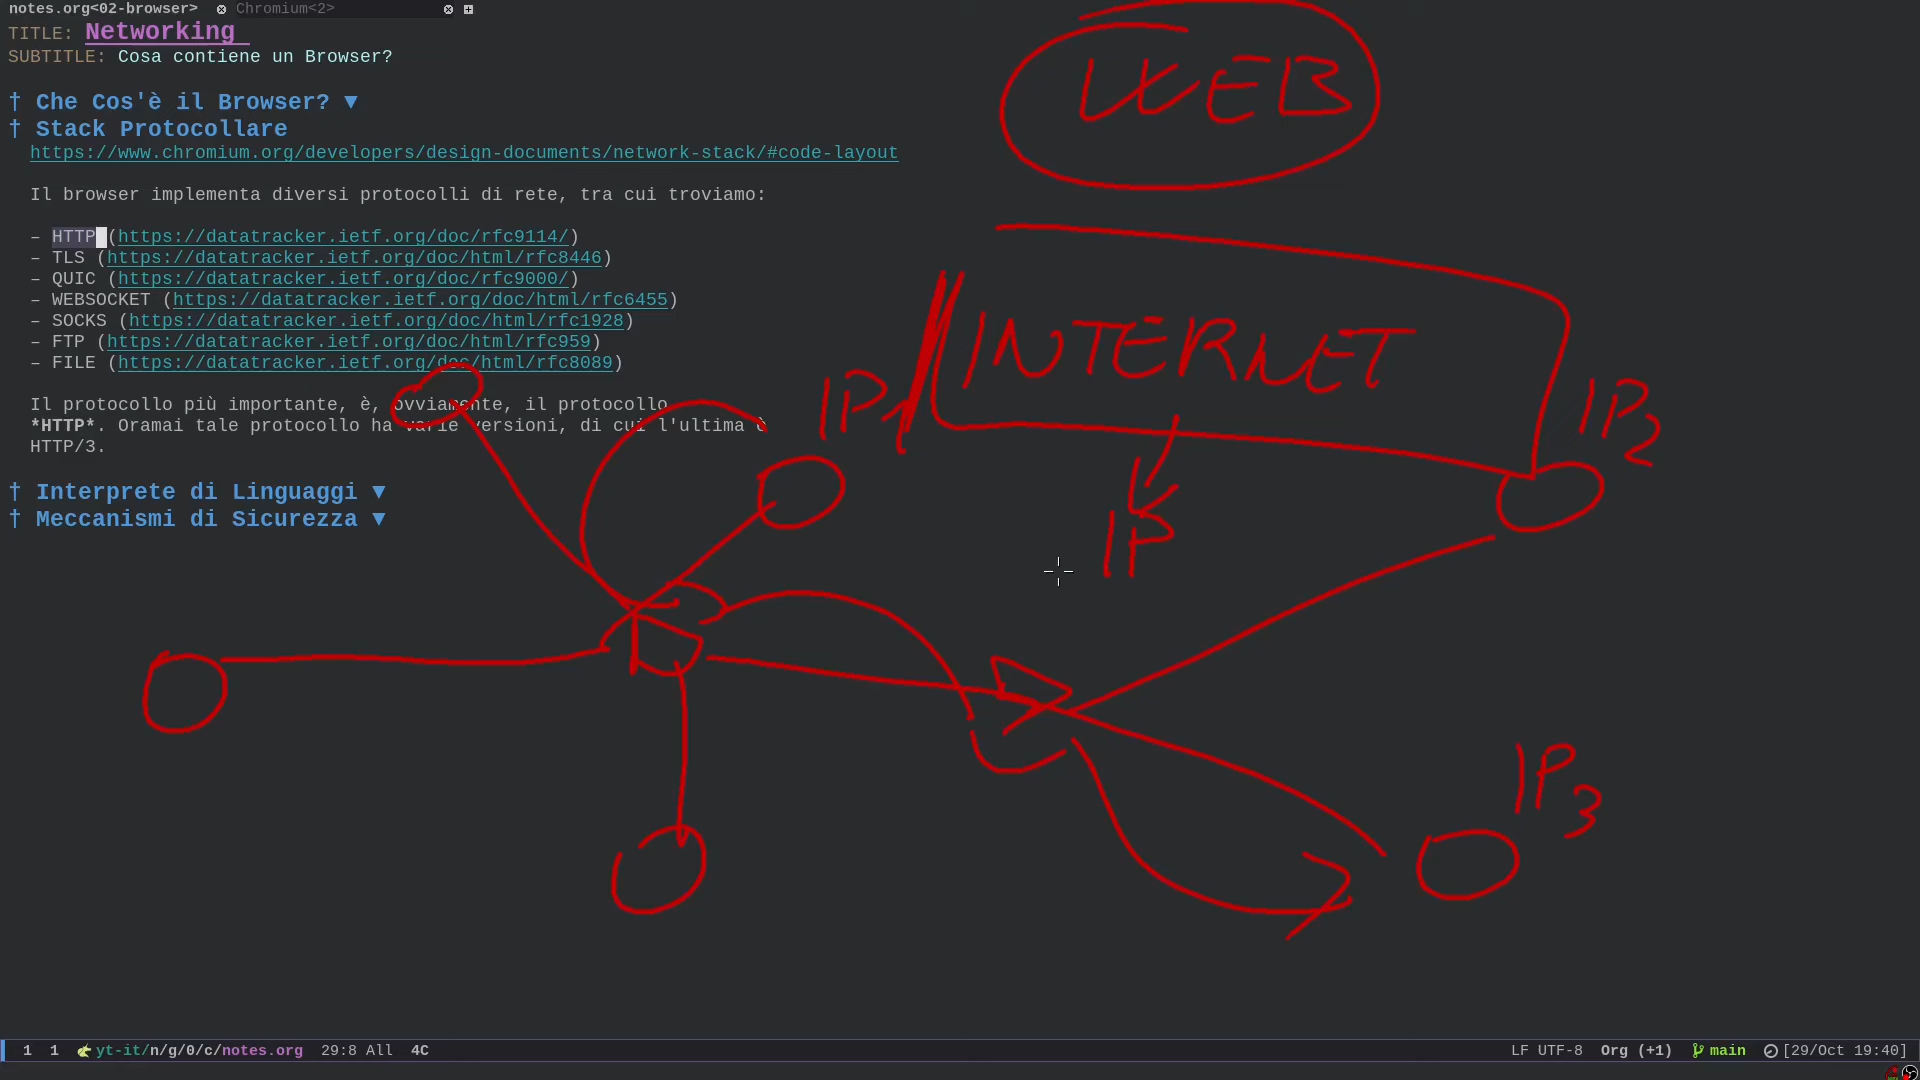 notes.org<02-browser> Chromium<2>
TITLE: Networking
SUBTITLE: Cosa contiene un Browser?
† Che Cos'è il Browser? ▼
† Stack Protocollare
https://www.chromium.org/developers/design-documents/network-stack/#code-layout
Il browser implementa diversi protocolli di rete, tra cui troviamo:
– HTTP (https://datatracker.ietf.org/doc/rfc9114/)
– TLS (https://datatracker.ietf.org/doc/html/rfc8446)
– QUIC (https://datatracker.ietf.org/doc/rfc9000/)
– WEBSOCKET (https://datatracker.ietf.org/doc/html/rfc6455)
– SOCKS (https://datatracker.ietf.org/doc/html/rfc1928)
– FTP (https://datatracker.ietf.org/doc/html/rfc959)
– FILE (https://datatracker.ietf.org/doc/html/rfc8089)
Il protocollo più importante, è, ovviamente, il protocollo
*HTTP*. Oramai tale protocollo ha varie versioni, di cui l'ultima è
HTTP/3.
† Interprete di Linguaggi ▼
† Meccanismi di Sicurezza ▼
WEB
INTERNET
IP1
IP2
IP
IP3
1 1 yt-it/n/g/0/c/notes.org 29:8 All 4C LF UTF-8 Org (+1) main [29/Oct 19:40]